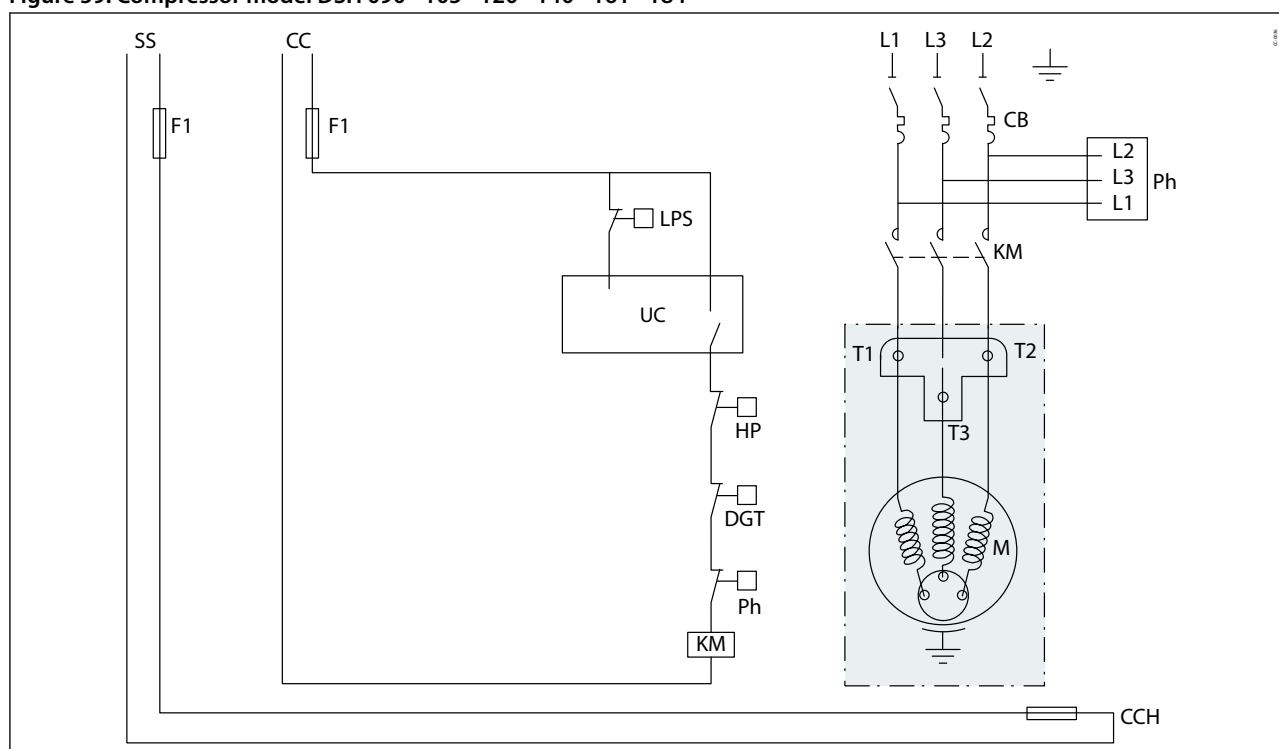 Figure 39: Compressor model DSH 090 - 105 - 120 - 140 - 161 - 184
SS
CC
L1
L3
L2
F1
F1
CB
L2
L3
L1
Ph
LPS
KM
UC
T1
T2
HP
T3
DGT
M
Ph
KM
CCH